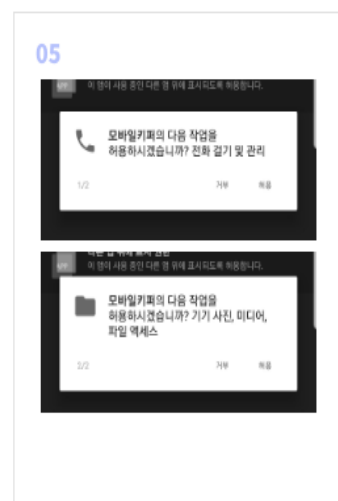 05
이 앱이 사용 중인 다른 앱 위에 표시되도록 허용합니다.
모바일키퍼의 다음 작업을
허용하시겠습니까? 전화 걸기 및 관리
1/2
거부 허용
이 앱이 사용 중인 다른 앱 위에 표시되도록 허용합니다.
모바일키퍼의 다음 작업을
허용하시겠습니까? 기기 사진, 미디어,
파일 액세스
2/2
거부 허용